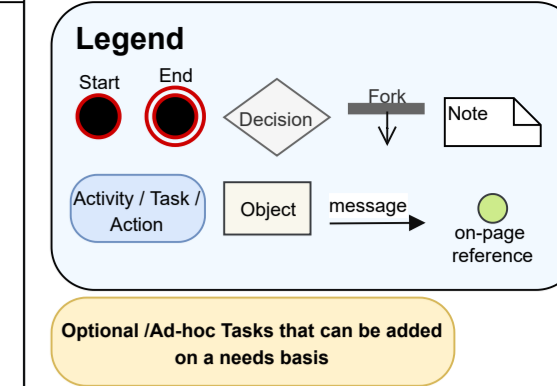 Legend
Start
End
Decision
Fork
Note
Activity / Task /
Action
Object
message
on-page
reference
Optional /Ad-hoc Tasks that can be added
on a needs basis